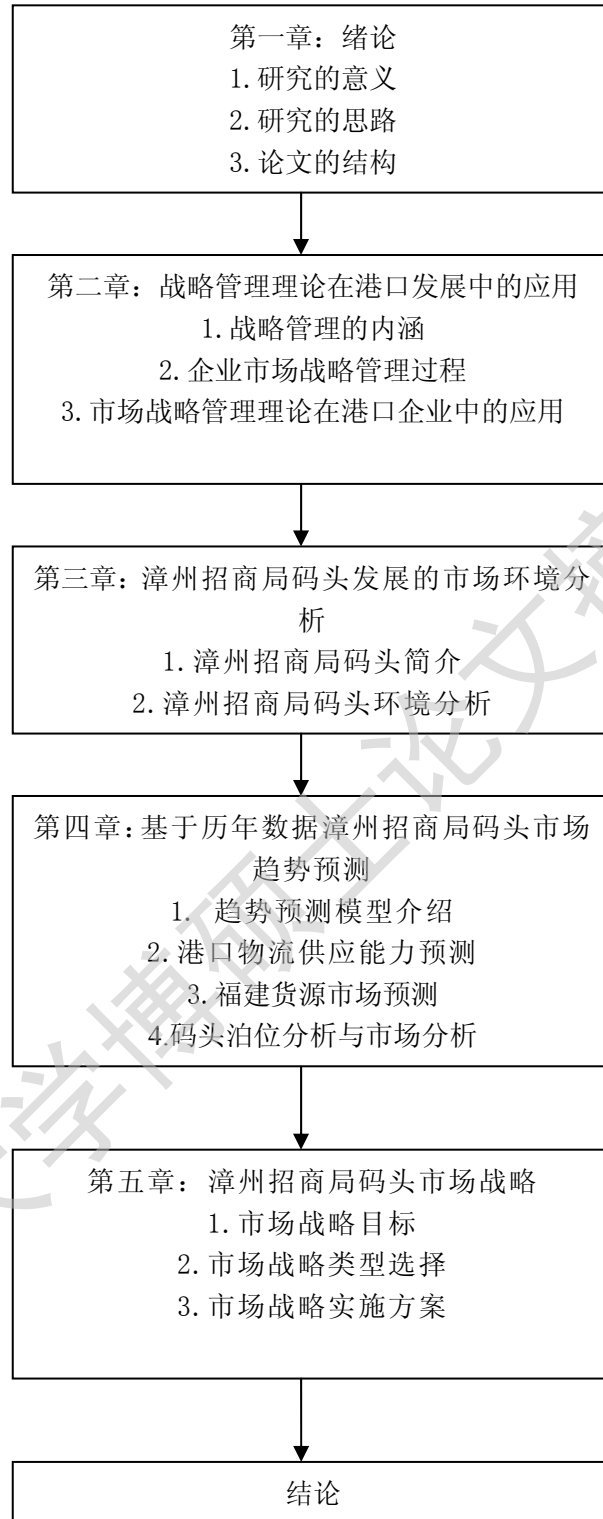 第一章：绪论
1.研究的意义
2.研究的思路
3.论文的结构
第二章：战略管理理论在港口发展中的应用
1.战略管理的内涵
2.企业市场战略管理过程
3.市场战略管理理论在港口企业中的应用
第三章：漳州招商局码头发展的市场环境分
析
1.漳州招商局码头简介
2.漳州招商局码头环境分析
第四章：基于历年数据漳州招商局码头市场
趋势预测
1. 趋势预测模型介绍
2.港口物流供应能力预测
3.福建货源市场预测
4.码头泊位分析与市场分析
第五章：漳州招商局码头市场战略
1.市场战略目标
2.市场战略类型选择
3.市场战略实施方案
结论
学博硕士论文